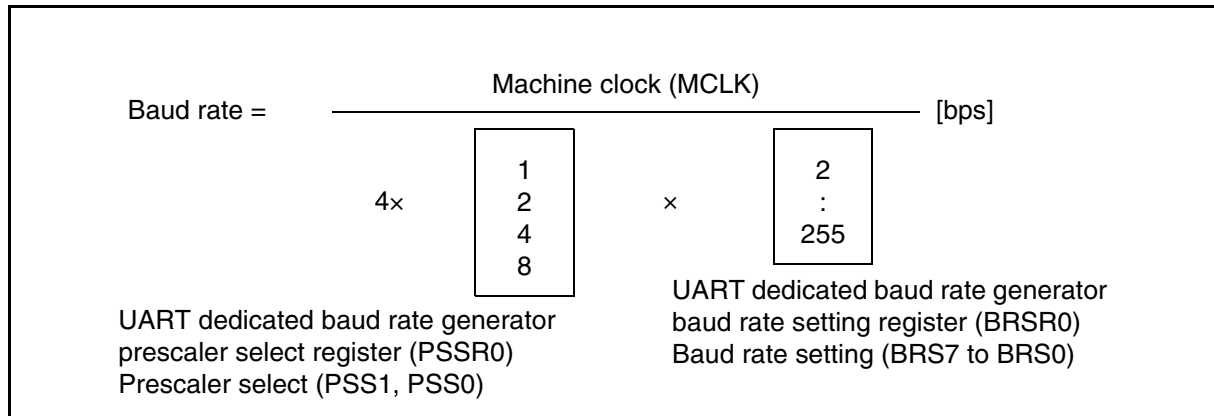 Machine clock (MCLK)
Baud rate = [bps]
4× 1 2 4 8 × 2 : 255
UART dedicated baud rate generator
prescaler select register (PSSR0)
Prescaler select (PSS1, PSS0)
UART dedicated baud rate generator
baud rate setting register (BRSR0)
Baud rate setting (BRS7 to BRS0)